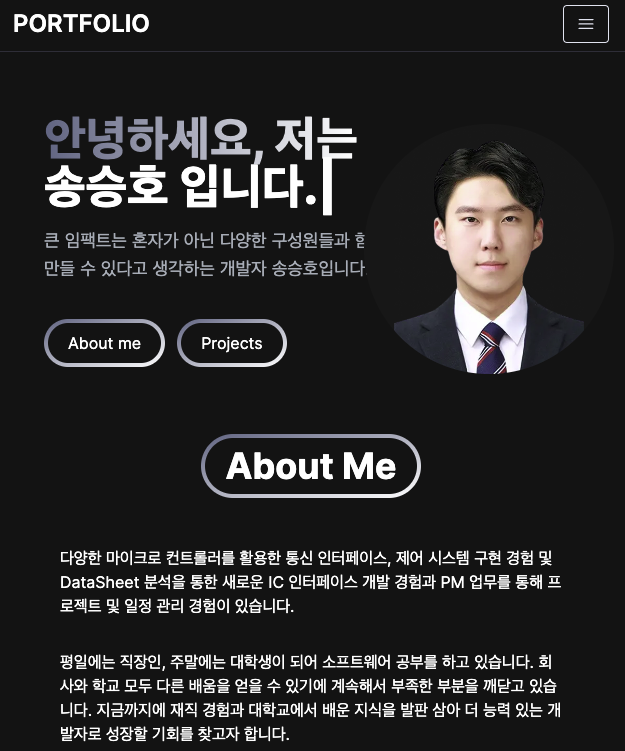 PORTFOLIO
안녕하세요, 저는
송승호 입니다.
큰 임팩트는 혼자가 아닌 다양한 구성원들과
만들 수 있다고 생각하는 개발자 송승호입니다.
About me
Projects
About Me
다양한 마이크로 컨트롤러를 활용한 통신 인터페이스, 제어 시스템 구현 경험 및
DataSheet 분석을 통한 새로운 IC 인터페이스 개발 경험과 PM 업무를 통해 프
로젝트 및 일정 관리 경험이 있습니다.
평일에는 직장인, 주말에는 대학생이 되어 소프트웨어 공부를 하고 있습니다. 회
사와 학교 모두 다른 배움을 얻을 수 있기에 계속해서 부족한 부분을 깨닫고 있습
니다. 지금까지에 재직 경험과 대학교에서 배운 지식을 발판 삼아 더 능력 있는 개
발자로 성장할 기회를 찾고자 합니다.